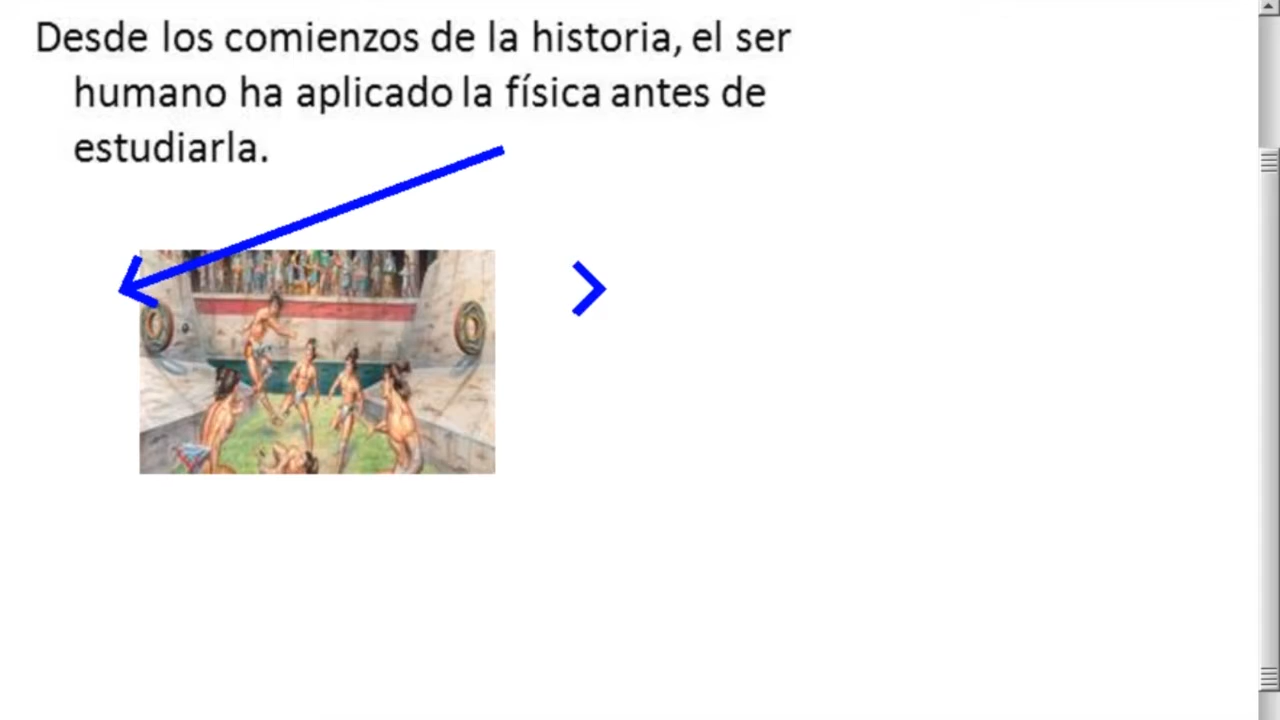 Desde los comienzos de la historia, el ser
humano ha aplicado la física antes de
estudiarla.